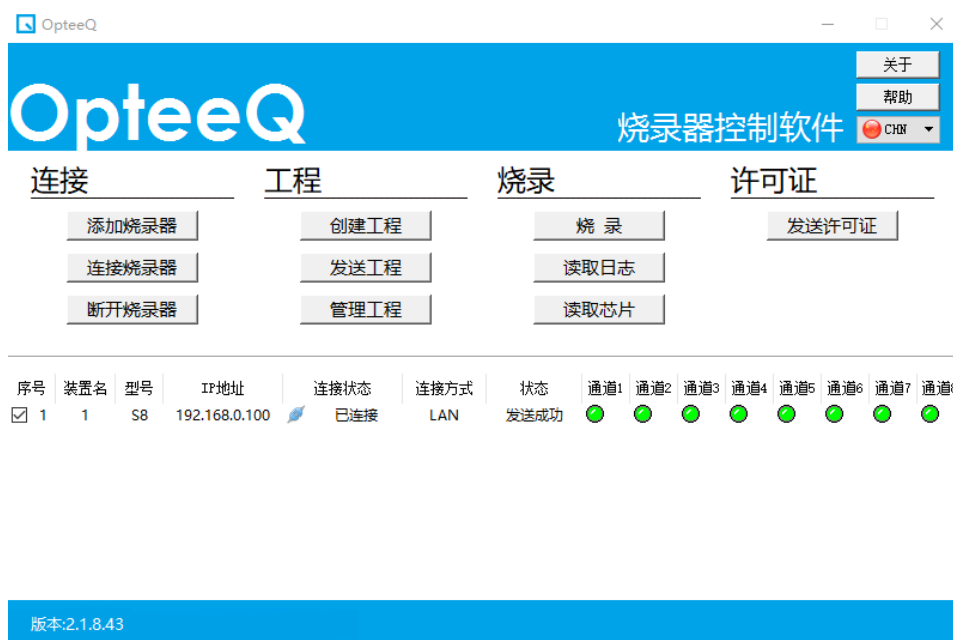 OpteeQ
关于
帮助
OpteeQ
烧录器控制软件
CHN
连接 工程 烧录 许可证
添加烧录器 创建工程 烧 录 发送许可证
连接烧录器 发送工程 读取日志
断开烧录器 管理工程 读取芯片
序号 装置名 型号 IP地址 连接状态 连接方式 状态 通道1 通道2 通道3 通道4 通道5 通道6 通道7 通道8
1 1 S8 192.168.0.100 已连接 LAN 发送成功
版本:2.1.8.43